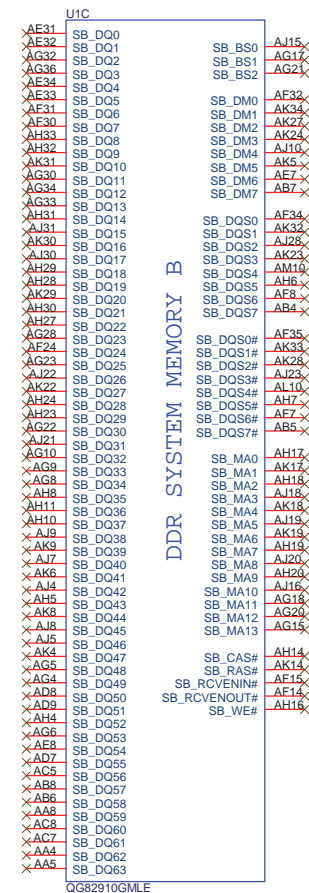 U1C
AE31 SB_DQ0
AE32 SB_DQ1
AG32 SB_DQ2
AG36 SB_DQ3
AE34 SB_DQ4
AE33 SB_DQ5
AF31 SB_DQ6
AF30 SB_DQ7
AH33 SB_DQ8
AH32 SB_DQ9
AK31 SB_DQ10
AG30 SB_DQ11
AG34 SB_DQ12
AG33 SB_DQ13
AH31 SB_DQ14
AJ31 SB_DQ15
AK30 SB_DQ16
AJ30 SB_DQ17
AH29 SB_DQ18
AH28 SB_DQ19
AK29 SB_DQ20
AH30 SB_DQ21
AH27 SB_DQ22
AG28 SB_DQ23
AF24 SB_DQ24
AG23 SB_DQ25
AJ22 SB_DQ26
AK22 SB_DQ27
AH24 SB_DQ28
AH23 SB_DQ29
AG22 SB_DQ30
AJ21 SB_DQ31
AG10 SB_DQ32
AG9 SB_DQ33
AG8 SB_DQ34
AH8 SB_DQ35
AH11 SB_DQ36
AH10 SB_DQ37
AJ9 SB_DQ38
AK9 SB_DQ39
AJ7 SB_DQ40
AK6 SB_DQ41
AJ4 SB_DQ42
AH5 SB_DQ43
AK8 SB_DQ44
AJ8 SB_DQ45
AJ5 SB_DQ46
AK4 SB_DQ47
AG5 SB_DQ48
AG4 SB_DQ49
AD8 SB_DQ50
AD9 SB_DQ51
AH4 SB_DQ52
AG6 SB_DQ53
AE8 SB_DQ54
AD7 SB_DQ55
AC5 SB_DQ56
AB8 SB_DQ57
AB6 SB_DQ58
AA8 SB_DQ59
AC8 SB_DQ60
AC7 SB_DQ61
AA4 SB_DQ62
AA5 SB_DQ63
DDR SYSTEM MEMORY B
SB_BS0 AJ15
SB_BS1 AG17
SB_BS2 AG21
SB_DM0 AF32
SB_DM1 AK34
SB_DM2 AK27
SB_DM3 AK24
SB_DM4 AJ10
SB_DM5 AK5
SB_DM6 AE7
SB_DM7 AB7
SB_DQS0 AF34
SB_DQS1 AK32
SB_DQS2 AJ28
SB_DQS3 AK23
SB_DQS4 AM10
SB_DQS5 AH6
SB_DQS6 AF8
SB_DQS7 AB4
SB_DQS0# AF35
SB_DQS1# AK33
SB_DQS2# AK28
SB_DQS3# AJ23
SB_DQS4# AL10
SB_DQS5# AH7
SB_DQS6# AF7
SB_DQS7# AB5
SB_MA0 AH17
SB_MA1 AK17
SB_MA2 AH18
SB_MA3 AJ18
SB_MA4 AK18
SB_MA5 AJ19
SB_MA6 AK19
SB_MA7 AH19
SB_MA8 AJ20
SB_MA9 AH20
SB_MA10 AJ16
SB_MA11 AG18
SB_MA12 AG20
SB_MA13 AG15
SB_CAS# AH14
SB_RAS# AK14
SB_RCVENIN# AF15
SB_RCVENOUT# AF14
SB_WE# AH16
QG82910GMLE